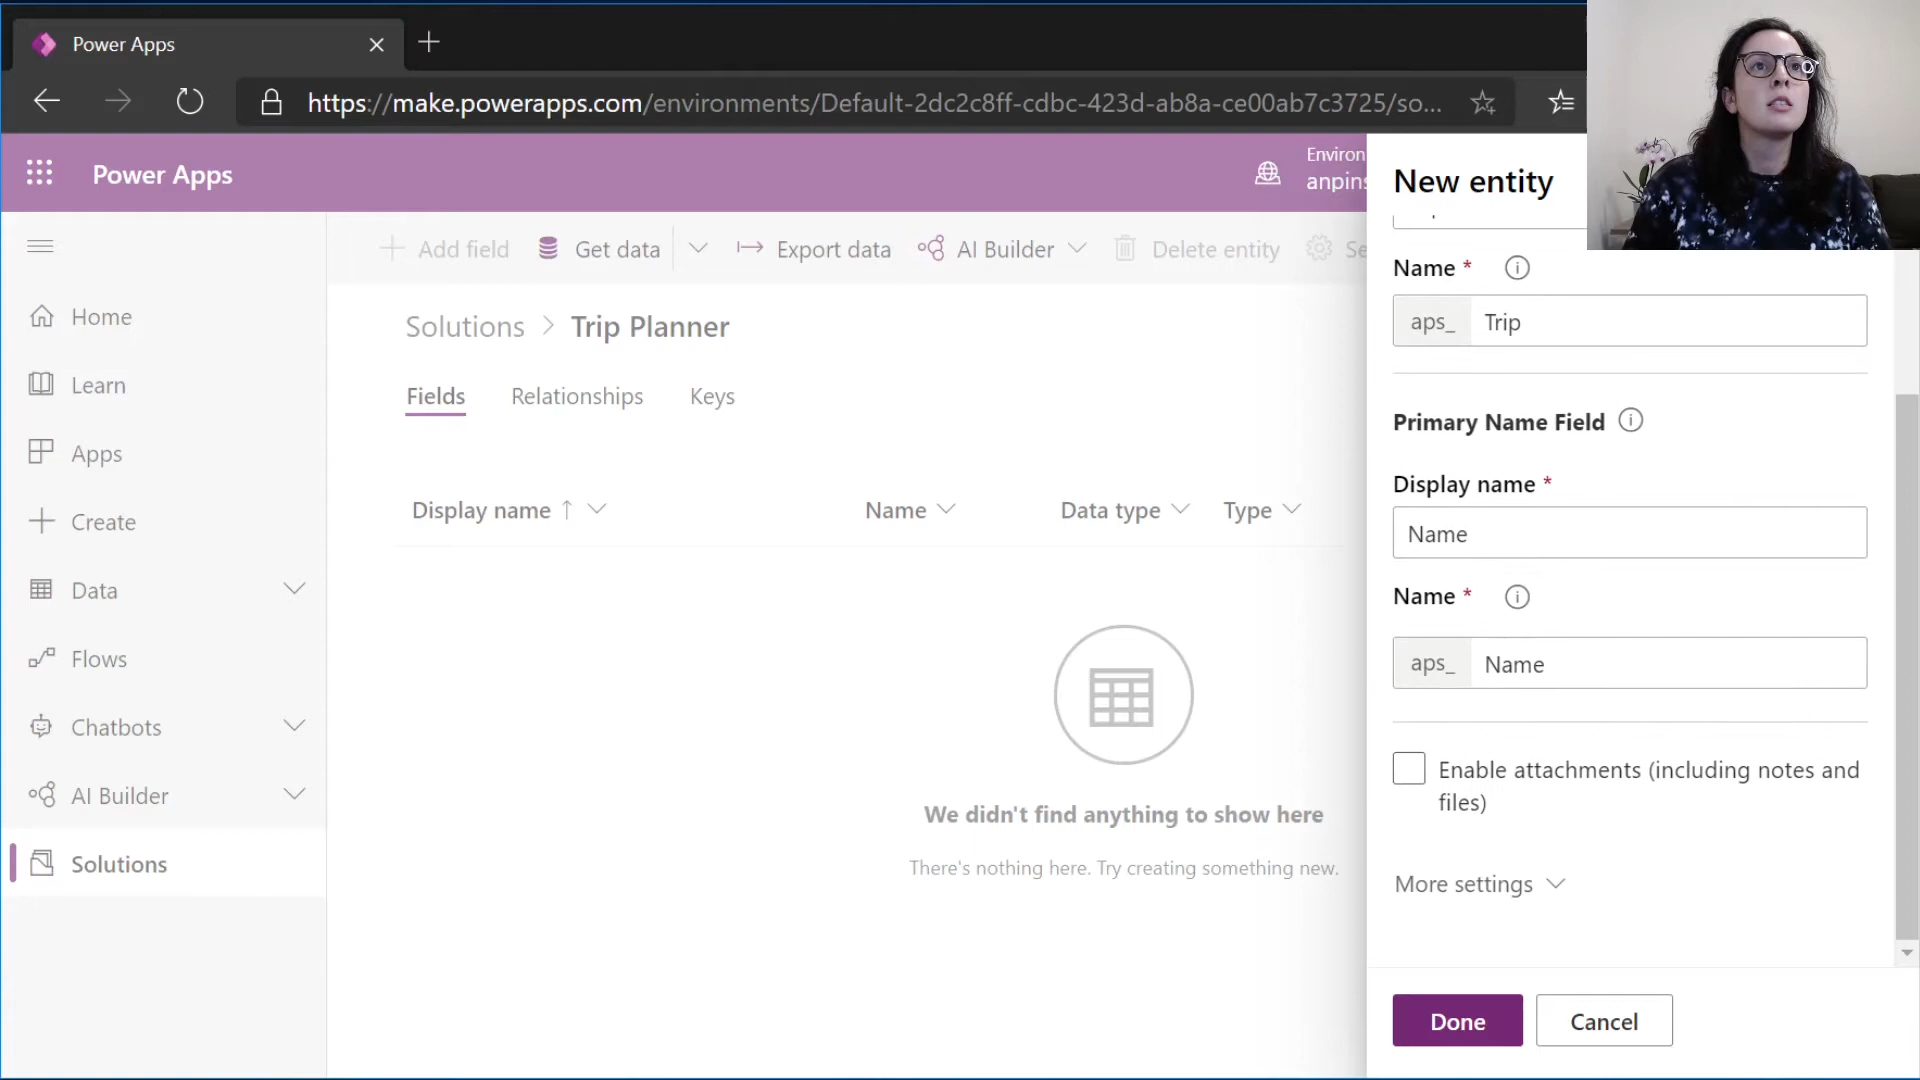 Power Apps
https://make.powerapps.com/environments/Default-2dc2c8ff-cdbc-423d-ab8a-ce00ab7c3725/so...
Power Apps
Environ
anpins
Home
Learn
Apps
Create
Data
Flows
Chatbots
AI Builder
Solutions
Add field
Get data
Export data
AI Builder
Delete entity
Se
Solutions > Trip Planner
Fields
Relationships
Keys
Display name
Name
Data type
Type
We didn't find anything to show here
There's nothing here. Try creating something new.
New entity
Name *
aps_ Trip
Primary Name Field
Display name *
Name
Name *
aps_ Name
Enable attachments (including notes and
files)
More settings
Done
Cancel